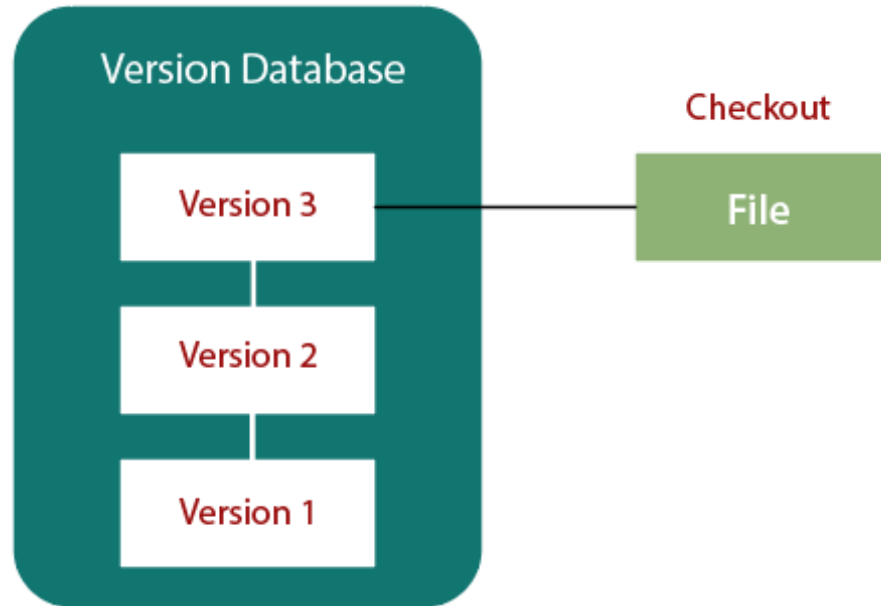 Version Database
Checkout
Version 3
File
Version 2
Version 1